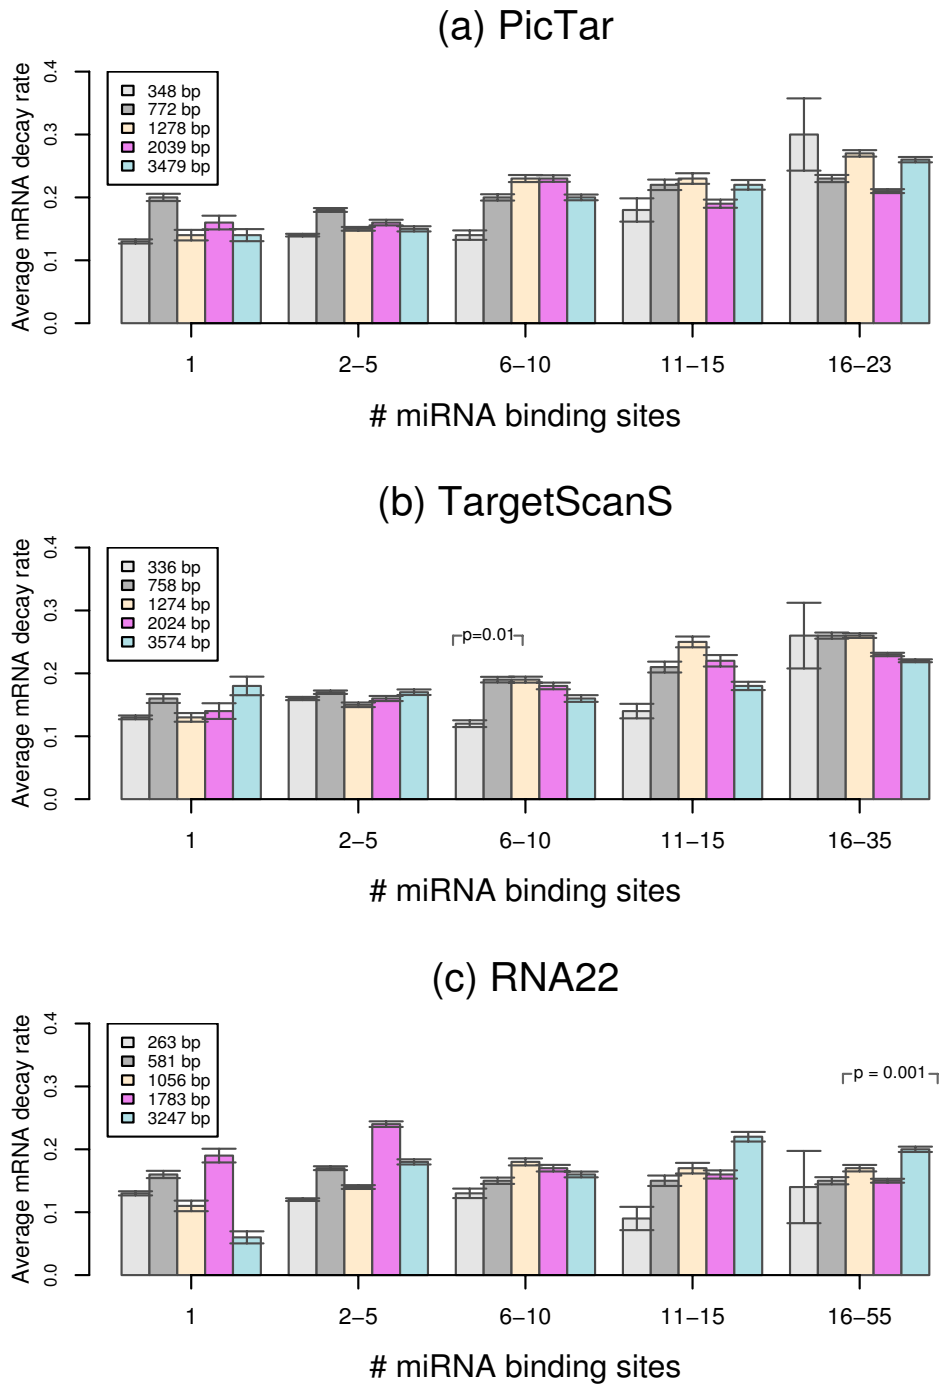 (a) PicTar
Average mRNA decay rate
0.0 0.1 0.2 0.3 0.4
348 bp
772 bp
1278 bp
2039 bp
3479 bp
1 2−5 6−10 11−15 16−23
# miRNA binding sites
(b) TargetScanS
Average mRNA decay rate
0.0 0.1 0.2 0.3 0.4
336 bp
758 bp
1274 bp
2024 bp
3574 bp
p=0.01
1 2−5 6−10 11−15 16−35
# miRNA binding sites
(c) RNA22
Average mRNA decay rate
0.0 0.1 0.2 0.3 0.4
263 bp
581 bp
1056 bp
1783 bp
3247 bp
p = 0.001
1 2−5 6−10 11−15 16−55
# miRNA binding sites